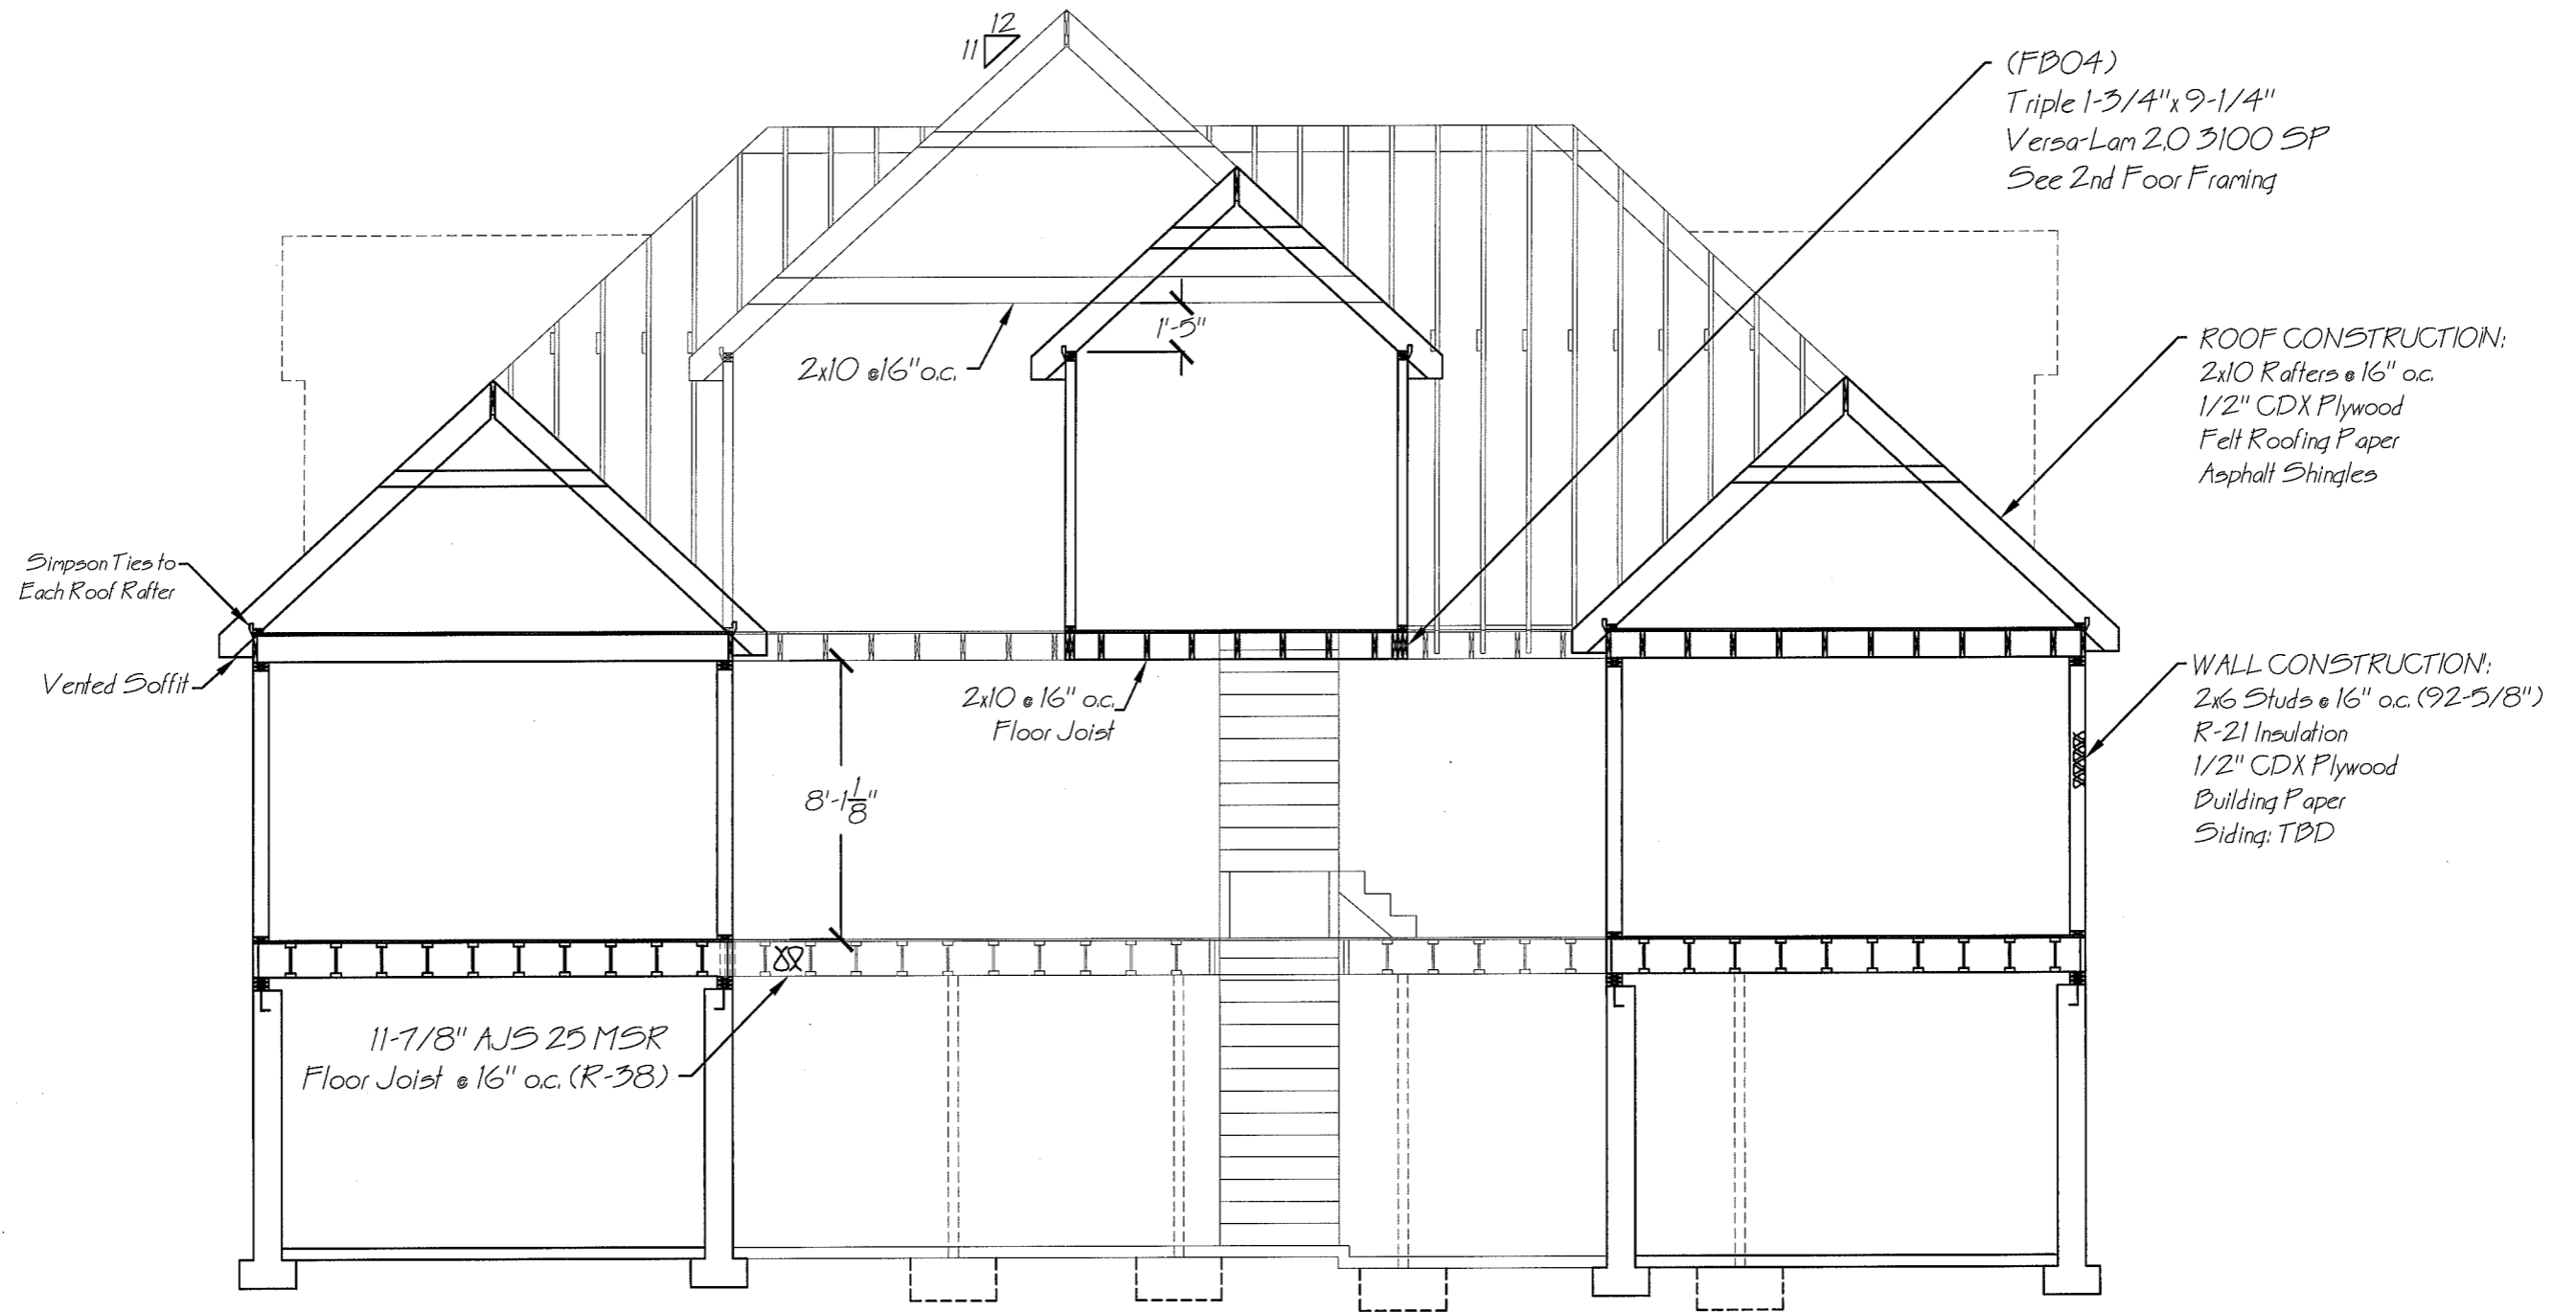 12
11
(FB04)
Triple 1-3/4"x 9-1/4"
Versa-Lam 2.0 3100 SP
See 2nd Foor Framing
1'-5"
2x10 @16" o.c.
ROOF CONSTRUCTION:
2x10 Rafters @ 16" o.c.
1/2" CDX Plywood
Felt Roofing Paper
Asphalt Shingles
Simpson Ties to
Each Roof Rafter
Vented Soffit
2x10 @ 16" o.c.
Floor Joist
WALL CONSTRUCTION':
2x6 Studs @ 16" o.c. (92-5/8")
R-21 Insulation
1/2" CDX Plywood
Building Paper
Siding: TBD
8'-1 1/8"
11-7/8" AJS 25 MSR
Floor Joist @ 16" o.c. (R-38)